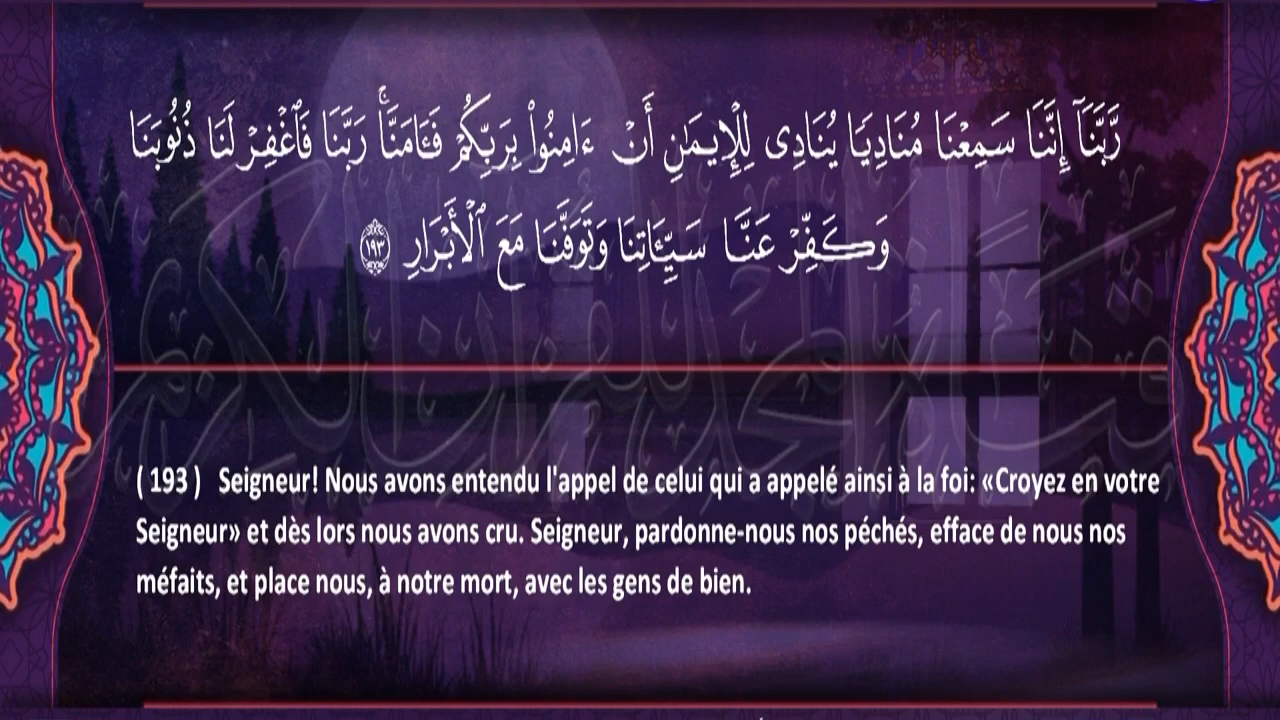 رَّبَّنَآ إِنَّنَا سَمِعْنَا مُنَادِيًا يُنَادِى لِلْإِيمَٰنِ أَنْ ءَامِنُوا۟ بِرَبِّكُمْ فَـَٔامَنَّا ۚ رَبَّنَا فَٱغْفِرْ لَنَا ذُنُوبَنَا
وَكَفِّرْ عَنَّا سَيِّـَٔاتِنَا وَتَوَفَّنَا مَعَ ٱلْأَبْرَارِ ١٩٣
( 193 ) Seigneur! Nous avons entendu l'appel de celui qui a appelé ainsi à la foi: «Croyez en votre
Seigneur» et dès lors nous avons cru. Seigneur, pardonne-nous nos péchés, efface de nous nos
méfaits, et place nous, à notre mort, avec les gens de bien.